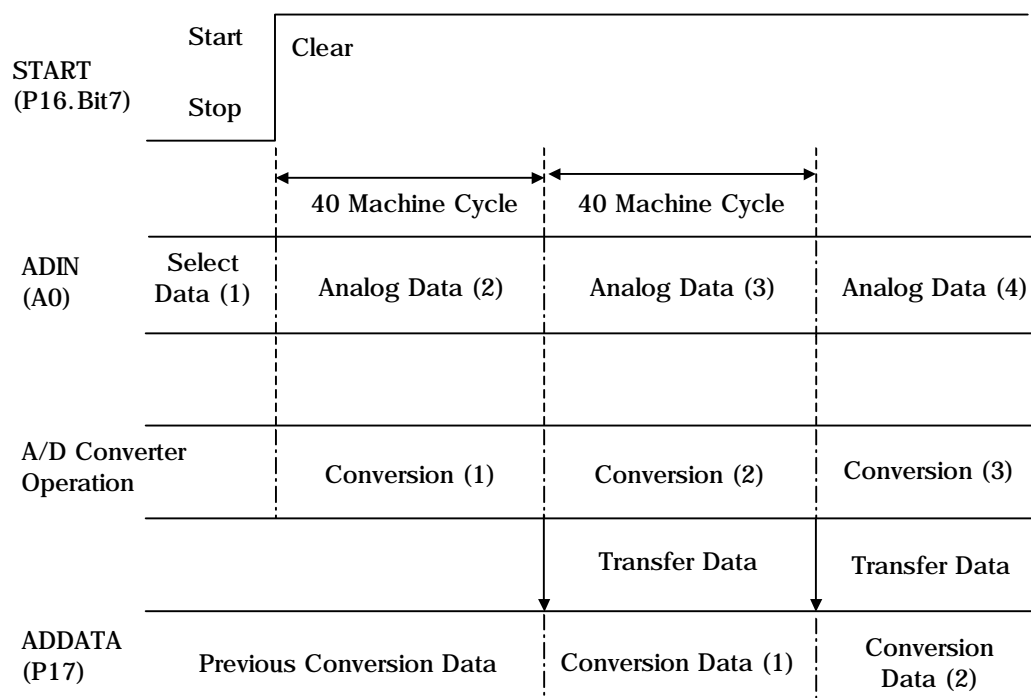 Start
Clear
START
(P16.Bit7)
Stop
40 Machine Cycle
40 Machine Cycle
ADIN
(A0)
Select
Data (1)
Analog Data (2)
Analog Data (3)
Analog Data (4)
A/D Converter
Operation
Conversion (1)
Conversion (2)
Conversion (3)
Transfer Data
Transfer Data
ADDATA
(P17)
Previous Conversion Data
Conversion Data (1)
Conversion
Data (2)